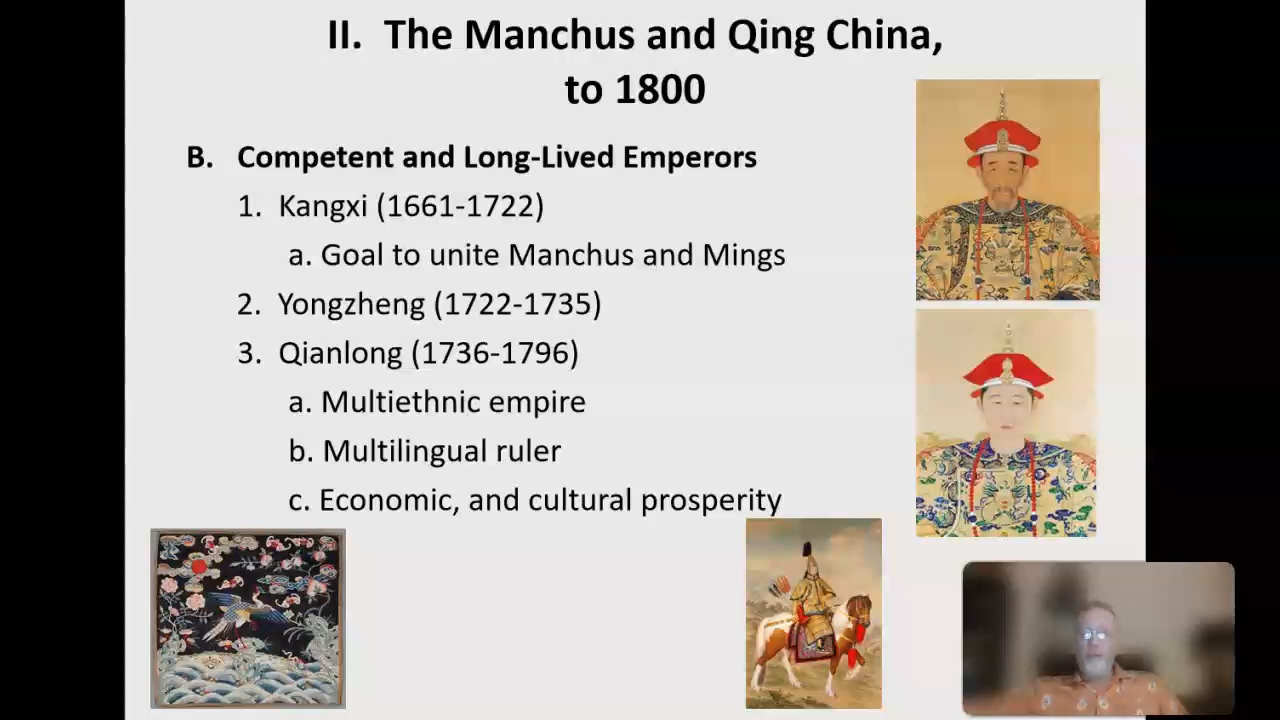 II. The Manchus and Qing China,
to 1800
B. Competent and Long-Lived Emperors
1. Kangxi (1661-1722)
a. Goal to unite Manchus and Mings
2. Yongzheng (1722-1735)
3. Qianlong (1736-1796)
a. Multiethnic empire
b. Multilingual ruler
c. Economic, and cultural prosperity